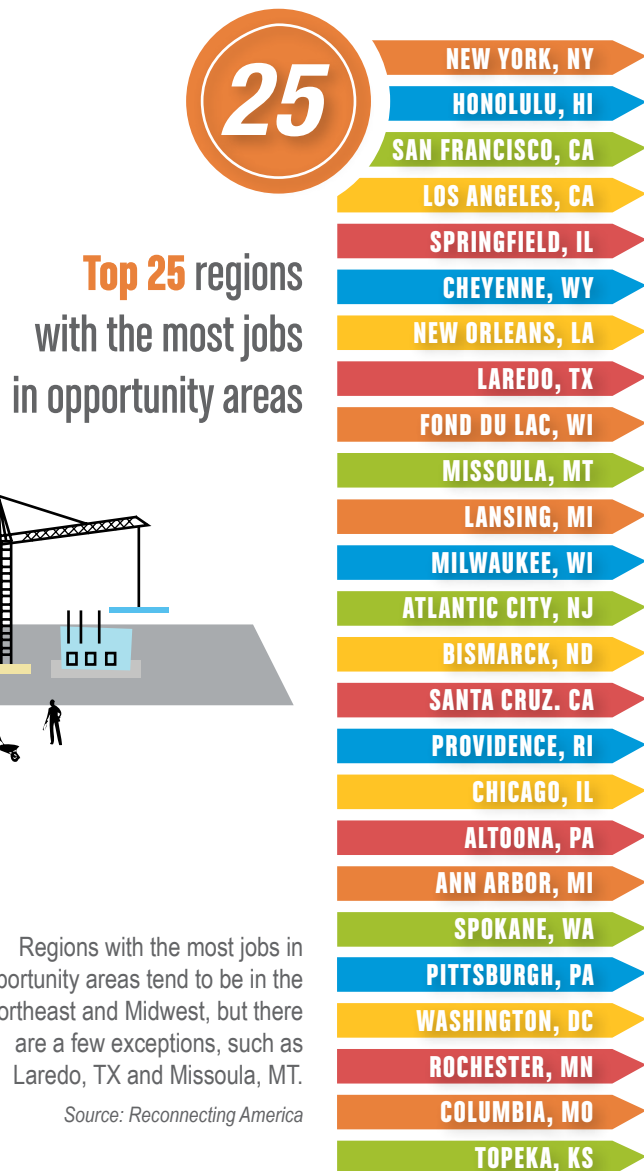 25
Top 25 regions
with the most jobs
in opportunity areas
NEW YORK, NY
HONOLULU, HI
SAN FRANCISCO, CA
LOS ANGELES, CA
SPRINGFIELD, IL
CHEYENNE, WY
NEW ORLEANS, LA
LAREDO, TX
FOND DU LAC, WI
MISSOULA, MT
LANSING, MI
MILWAUKEE, WI
ATLANTIC CITY, NJ
BISMARCK, ND
SANTA CRUZ. CA
PROVIDENCE, RI
CHICAGO, IL
ALTOONA, PA
ANN ARBOR, MI
SPOKANE, WA
PITTSBURGH, PA
WASHINGTON, DC
ROCHESTER, MN
COLUMBIA, MO
TOPEKA, KS
Regions with the most jobs in
portunity areas tend to be in the
ortheast and Midwest, but there
are a few exceptions, such as
Laredo, TX and Missoula, MT.
Source: Reconnecting America